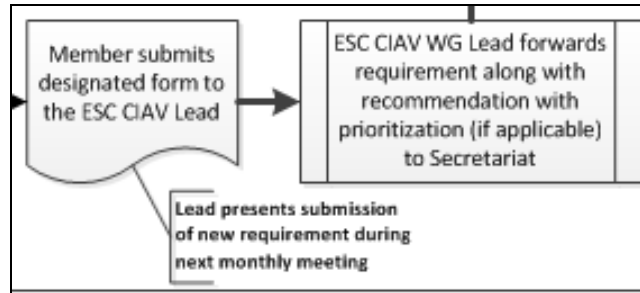 Member submits
designated form to
the ESC CIAV Lead
ESC CIAV WG Lead forwards
requirement along with
recommendation with
prioritization (if applicable)
to Secretariat
Lead presents submission
of new requirement during
next monthly meeting